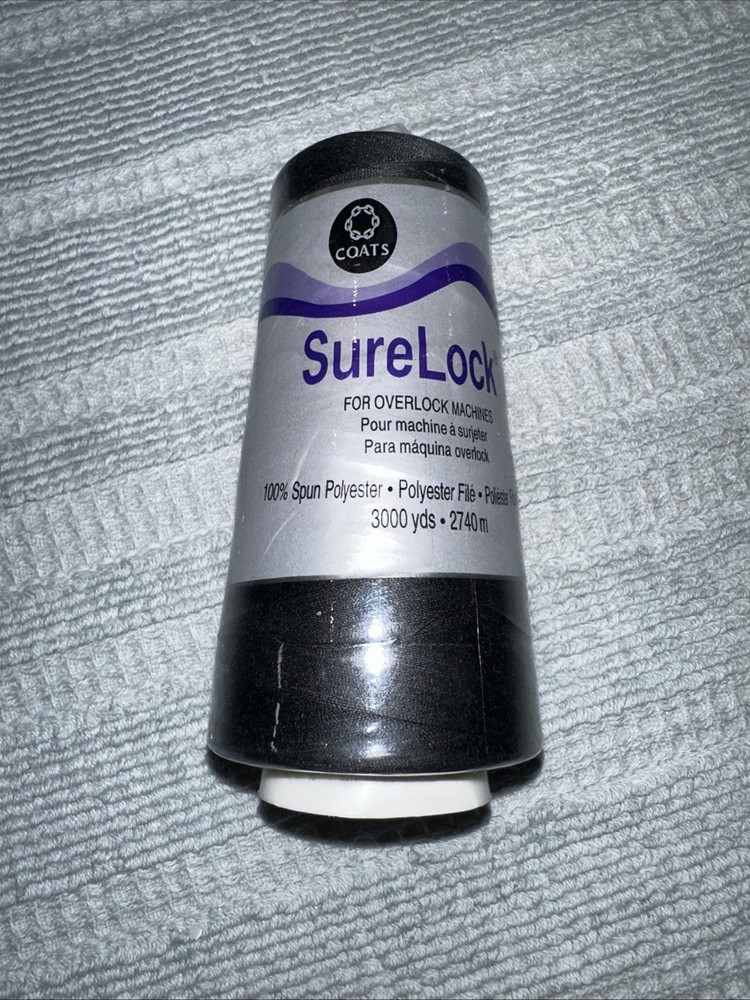 COATS
SureLock
FOR OVERLOCK MACHINES
Pour machine à surjeter
Para máquina overlock
100% Spun Polyester • Polyester Filé •
3000 yds • 2740 m